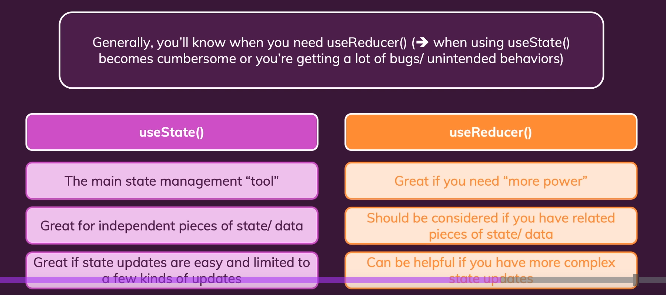 Generally, you'll know when you need useReducer() (➔ when using useState()
becomes cumbersome or you're getting a lot of bugs/ unintended behaviors)
useState()
useReducer()
The main state management “tool”
Great if you need “more power”
Great for independent pieces of state/ data
Should be considered if you have related
pieces of state/ data
Great if state updates are easy and limited to
a few kinds of updates
Can be helpful if you have more complex
state updates